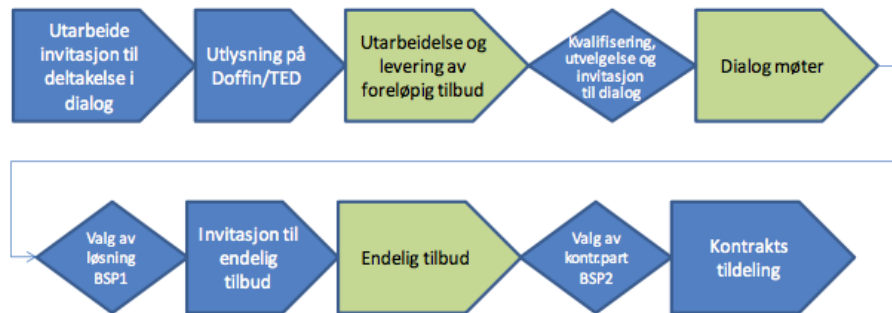 Utarbeide
invitasjon til
deltakelse i
dialog
Utlysning på
Doffin/TED
Utarbeidelse og
levering av
foreløpig tilbud
Kvalifisering,
utvelgelse og
invitasjon
til dialog
Dialog møter
Valg av
løsning
BSP1
Invitasjon til
endelig
tilbud
Endelig tilbud
Valg av
kontr.part
BSP2
Kontrakts
tildeling